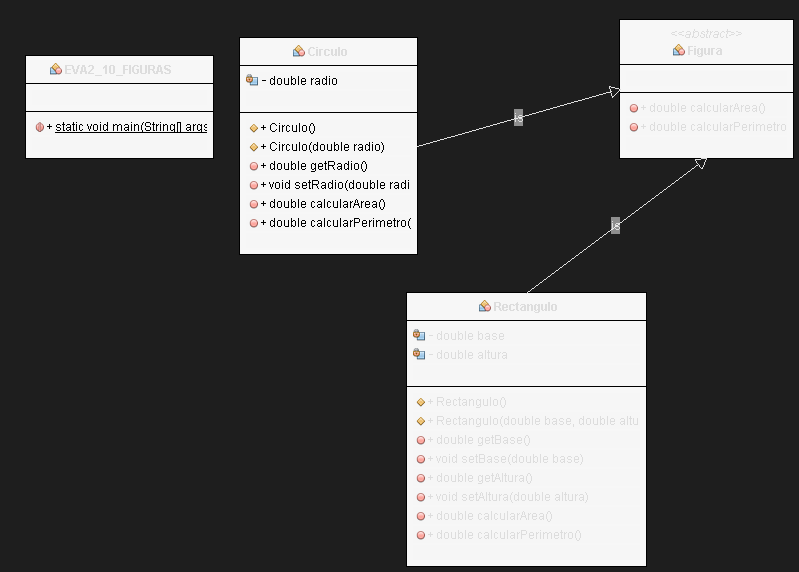 EVA2_10_FIGURAS
+ static void main(String[] args
Circulo
- double radio
+ Circulo()
+ Circulo(double radio)
+ double getRadio()
+ void setRadio(double radi
+ double calcularArea()
+ double calcularPerimetro(
is
<<abstract>>
Figura
+ double calcularArea()
+ double calcularPerimetro
is
Rectangulo
- double base
- double altura
+ Rectangulo()
+ Rectangulo(double base, double altu
+ double getBase()
+ void setBase(double base)
+ double getAltura()
+ void setAltura(double altura)
+ double calcularArea()
+ double calcularPerimetro()